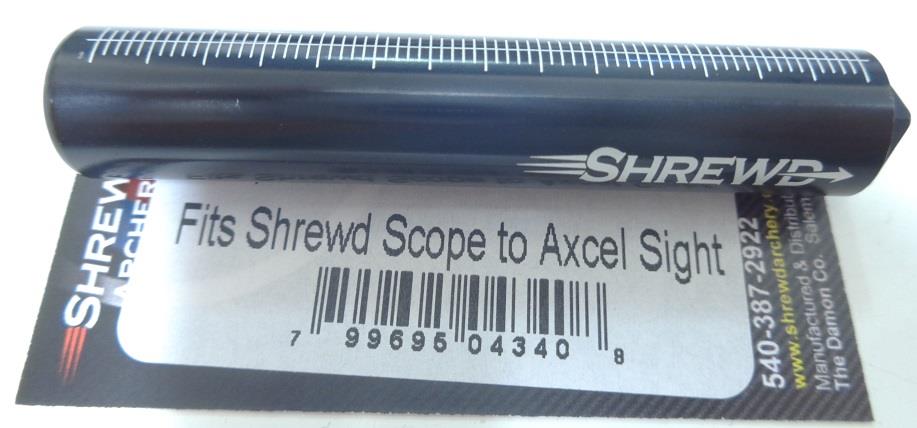 SHREWD
SHREW
ARCHER
Fits Shrewd Scope to Axcel Sight
7 99695 04340 8
540-387-2922
www.shrewdarchery.
Manufactured & Distribut
The Damon Co. Salem